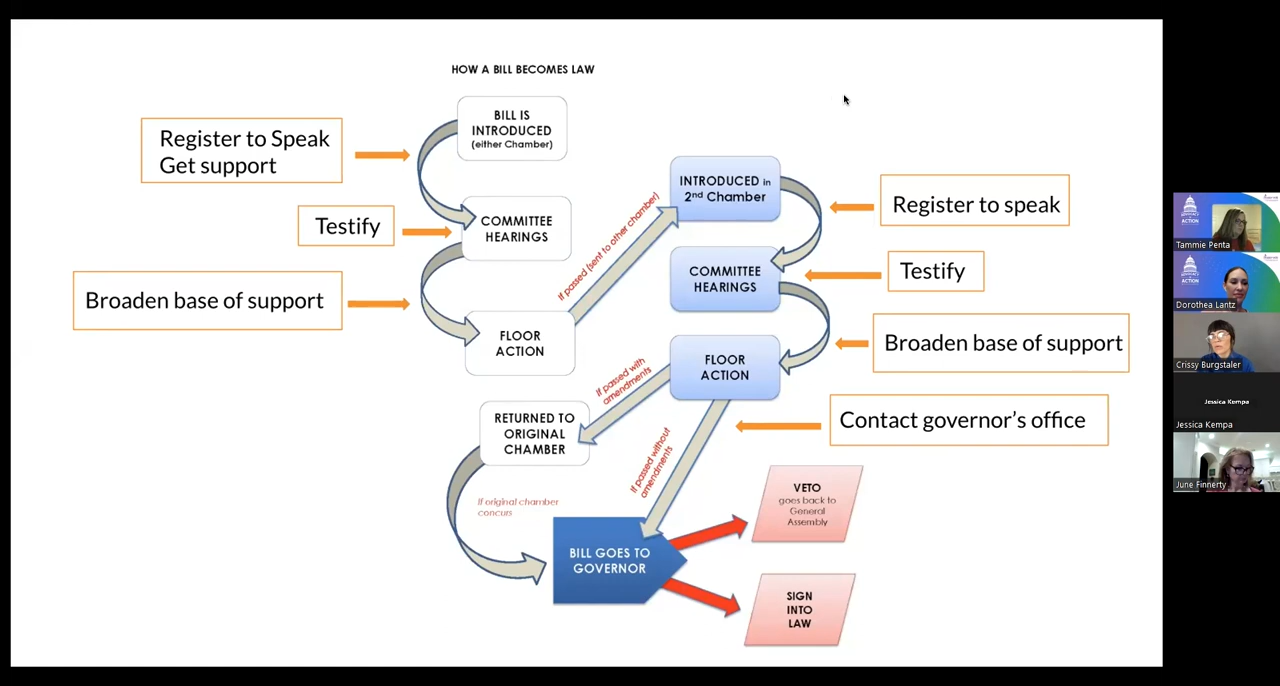 HOW A BILL BECOMES LAW
BILL IS
INTRODUCED
(either Chamber)
Register to Speak
Get support
COMMITTEE
HEARINGS
Testify
Broaden base of support
FLOOR
ACTION
If passed (sent to other chamber)
INTRODUCED in
2nd Chamber
Register to speak
COMMITTEE
HEARINGS
Testify
Broaden base of support
FLOOR
ACTION
If passed with
amendments
RETURNED TO
ORIGINAL
CHAMBER
If passed without
amendments
Contact governor's office
If original chamber
concurs
BILL GOES TO
GOVERNOR
VETO
goes back to
General
Assembly
SIGN
INTO
LAW
ACTION
Tammie Penta
ACTION
Dorothea Lantz
Crissy Burgstaler
Jessica Kempa
Jessica Kempa
June Finnerty